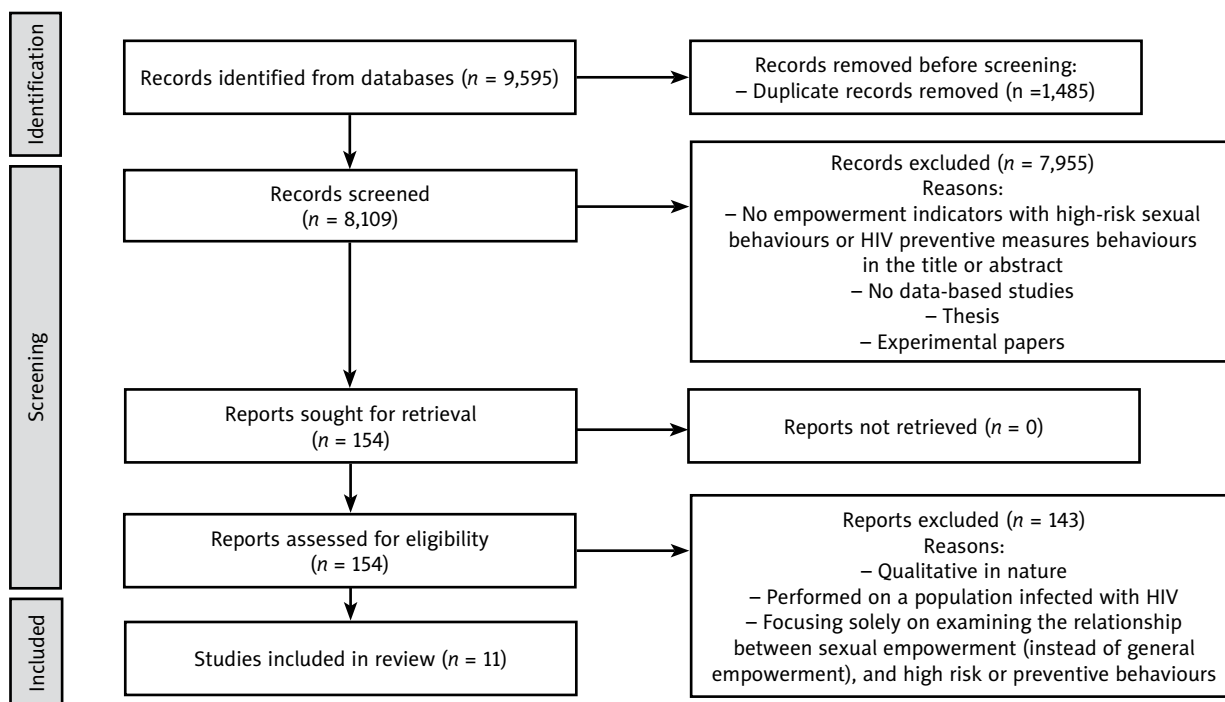 Identification
Records identified from databases (n = 9,595)
Records removed before screening:
– Duplicate records removed (n =1,485)
Screening
Records screened
(n = 8,109)
Records excluded (n = 7,955)
Reasons:
– No empowerment indicators with high-risk sexual
behaviours or HIV preventive measures behaviours
in the title or abstract
– No data-based studies
– Thesis
– Experimental papers
Reports sought for retrieval
(n = 154)
Reports not retrieved (n = 0)
Reports assessed for eligibility
(n = 154)
Reports excluded (n = 143)
Reasons:
– Qualitative in nature
– Performed on a population infected with HIV
– Focusing solely on examining the relationship
between sexual empowerment (instead of general
empowerment), and high risk or preventive behaviours
Included
Studies included in review (n = 11)